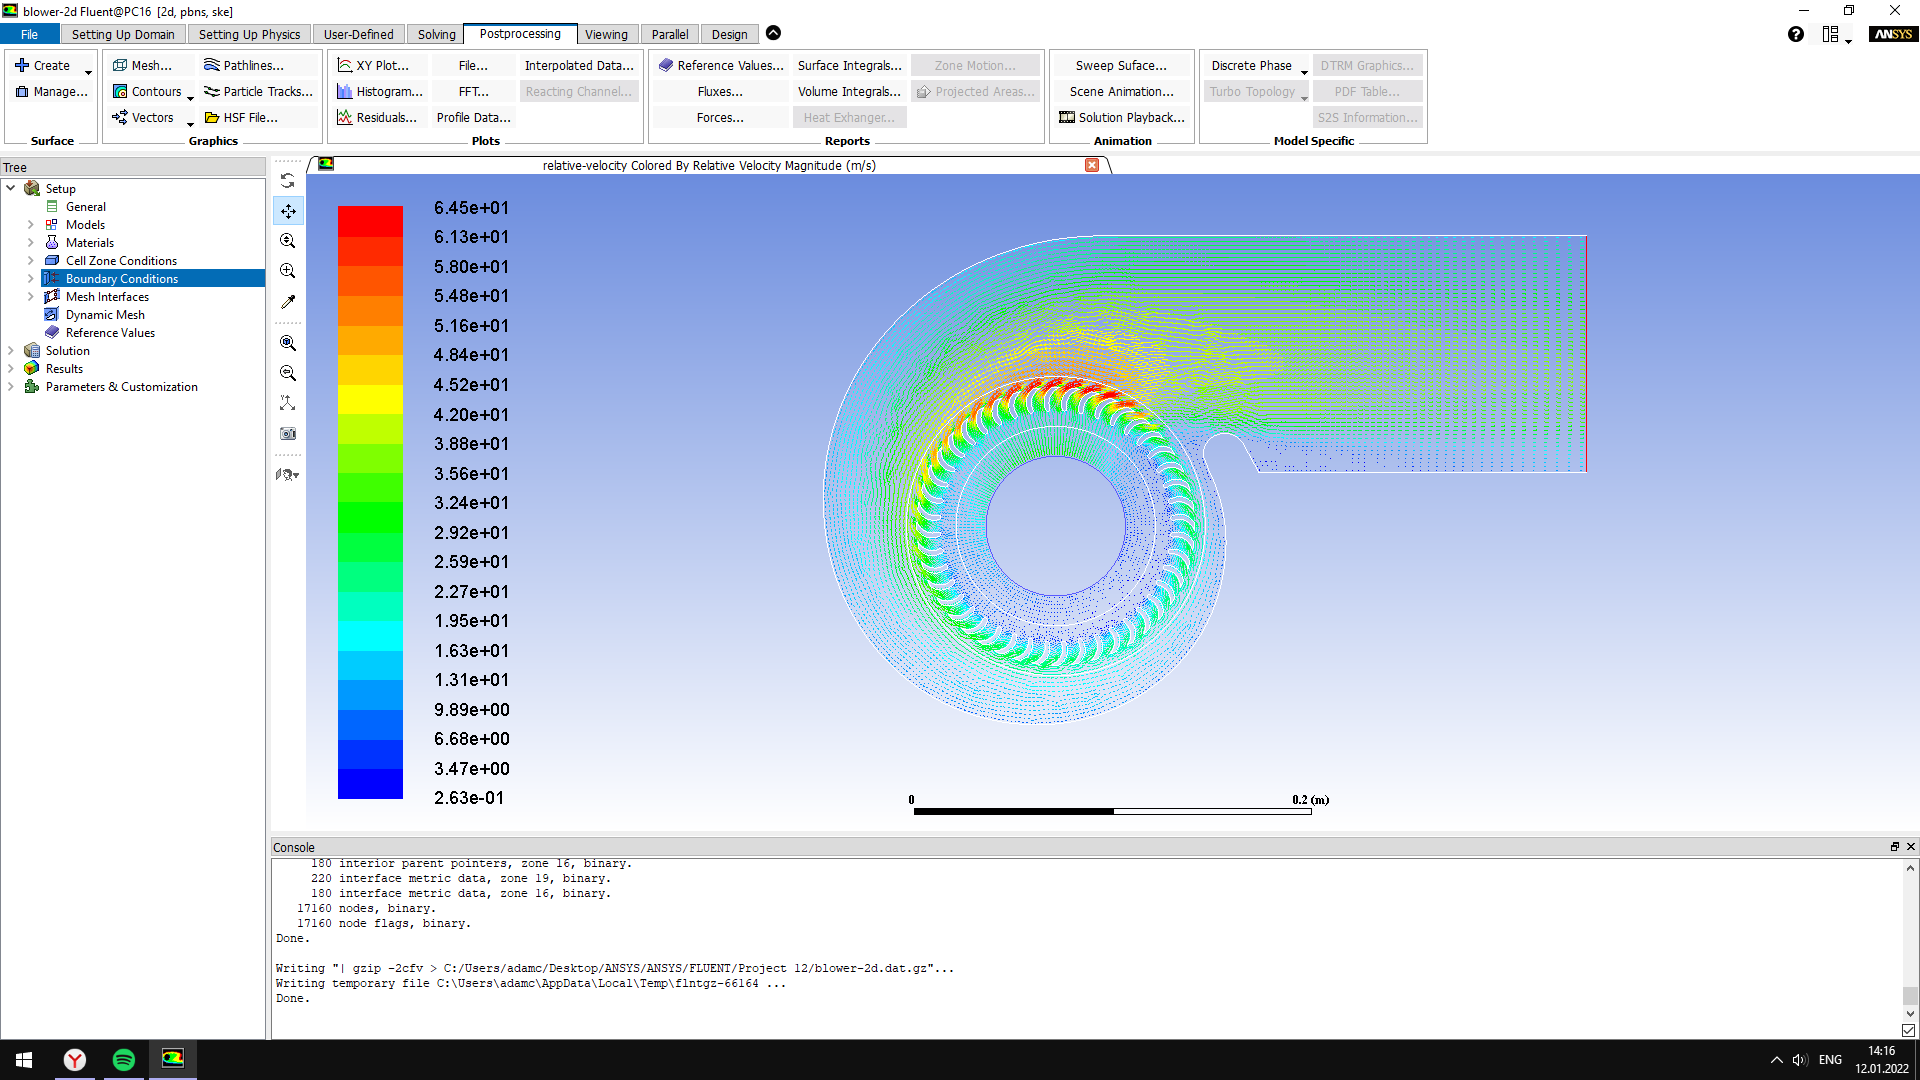 blower-2d Fluent@PC16 [2d, pbns, ske]
File Setting Up Domain Setting Up Physics User-Defined Solving Postprocessing Viewing Parallel Design
ANSYS
Create
Manage...
Surface
Mesh... Pathlines...
Contours Particle Tracks...
Vectors HSF File...
Graphics
XY Plot... File... Interpolated Data...
Histogram... FFT... Reacting Channel...
Residuals... Profile Data...
Plots
Reference Values... Surface Integrals... Zone Motion...
Fluxes... Volume Integrals... Projected Areas...
Forces... Heat Exhanger...
Reports
Sweep Suface...
Scene Animation...
Solution Playback...
Animation
Discrete Phase DTRM Graphics...
Turbo Topology PDF Table...
S2S Information...
Model Specific
Tree
Setup
General
Models
Materials
Cell Zone Conditions
Boundary Conditions
Mesh Interfaces
Dynamic Mesh
Reference Values
Solution
Results
Parameters & Customization
relative-velocity Colored By Relative Velocity Magnitude (m/s)
6.45e+01
6.13e+01
5.80e+01
5.48e+01
5.16e+01
4.84e+01
4.52e+01
4.20e+01
3.88e+01
3.56e+01
3.24e+01
2.92e+01
2.59e+01
2.27e+01
1.95e+01
1.63e+01
1.31e+01
9.89e+00
6.68e+00
3.47e+00
2.63e-01
0 0.2 (m)
Console
180 interior parent pointers, zone 16, binary.
220 interface metric data, zone 19, binary.
180 interface metric data, zone 16, binary.
17160 nodes, binary.
17160 node flags, binary.
Done.
Writing "| gzip -2cfv > C:/Users/adamc/Desktop/ANSYS/ANSYS/FLUENT/Project 12/blower-2d.dat.gz"...
Writing temporary file C:\Users\adamc\AppData\Local\Temp\flntgz-66164 ...
Done.
ENG
14:16
12.01.2022